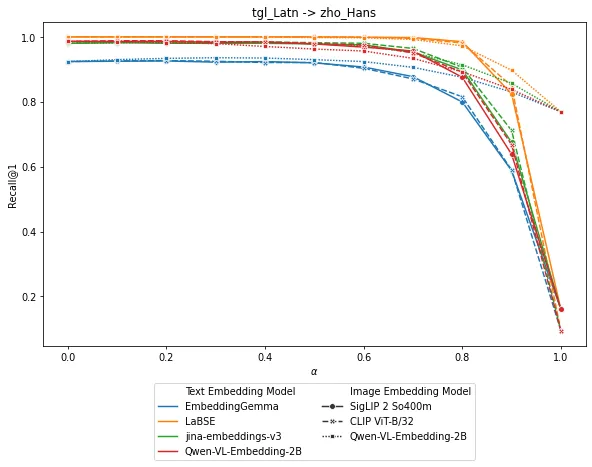 tgl_Latn -> zho_Hans
Recall@1
1.0
0.8
0.6
0.4
0.2
0.0
0.2
0.4
0.6
0.8
1.0
α
Text Embedding Model
EmbeddingGemma
LaBSE
jina-embeddings-v3
Qwen-VL-Embedding-2B
Image Embedding Model
SigLIP 2 So400m
CLIP ViT-B/32
Qwen-VL-Embedding-2B